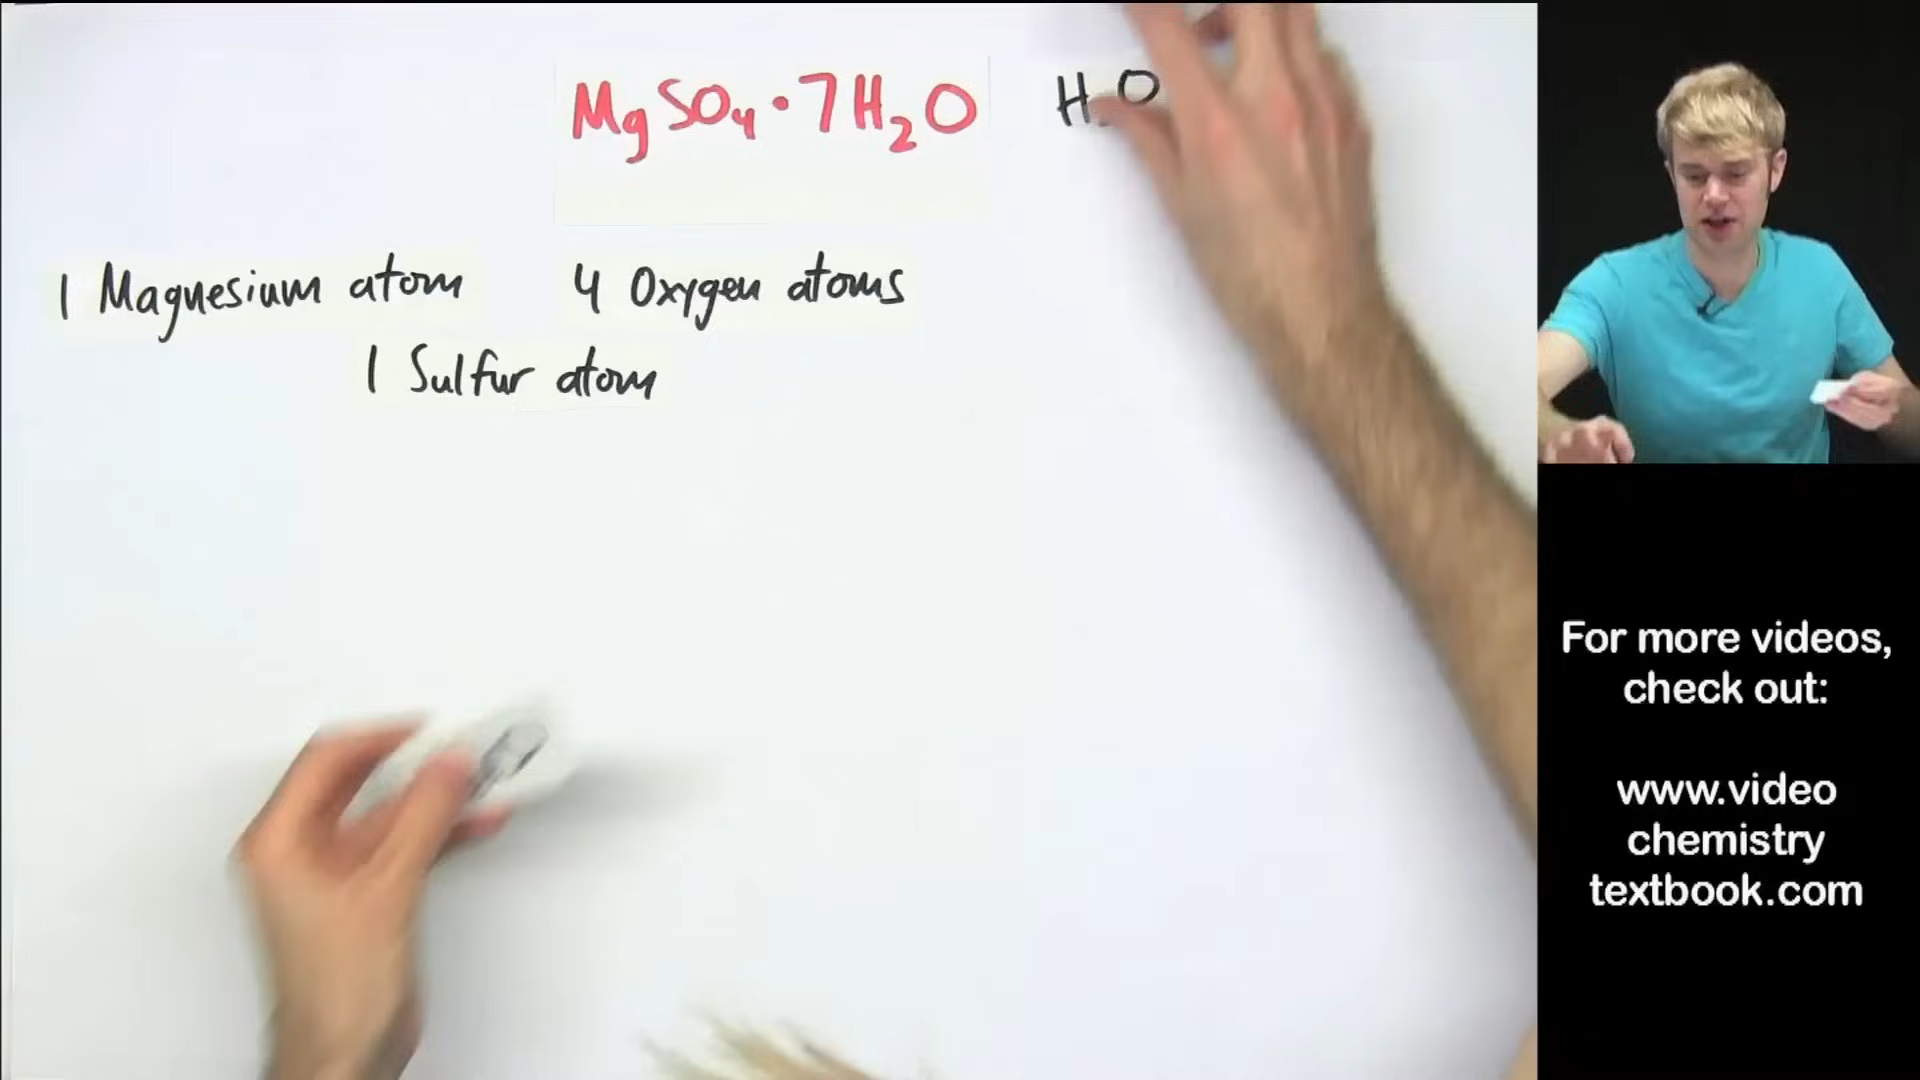 MgSO₄·7H₂O H₂O
1 Magnesium atom 4 Oxygen atoms
1 Sulfur atom
For more videos,
check out:
www.video
chemistry
textbook.com